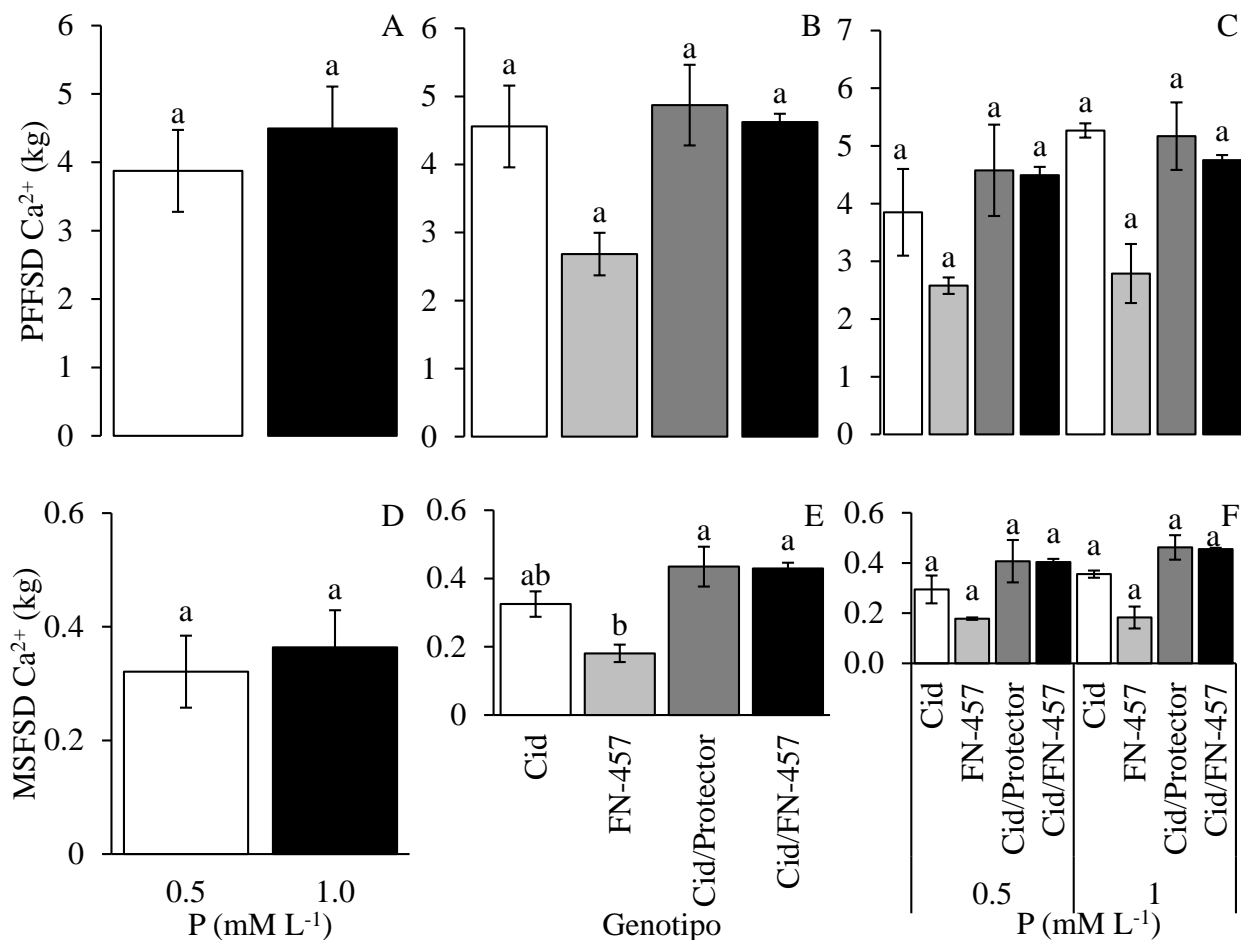 A
PFFSD Ca²⁺ (kg)
6
5
4
3
2
1
0
a
a
B
6
5
4
3
2
1
0
a
a
a
a
C
7
6
5
4
3
2
1
0
a
a
a
a
a
a
a
a
D
MSFSD Ca²⁺ (kg)
0.6
0.4
0.2
0
a
a
0.5 1.0
P (mM L⁻¹)
E
0.6
0.4
0.2
0
ab
b
a
a
Cid
FN-457
Cid/Protector
Cid/FN-457
Genotipo
F
0.6
0.4
0.2
0.0
a
a
a
a
a
a
a
a
Cid
FN-457
Cid/Protector
Cid/FN-457
Cid
FN-457
Cid/Protector
Cid/FN-457
0.5 1
P (mM L⁻¹)